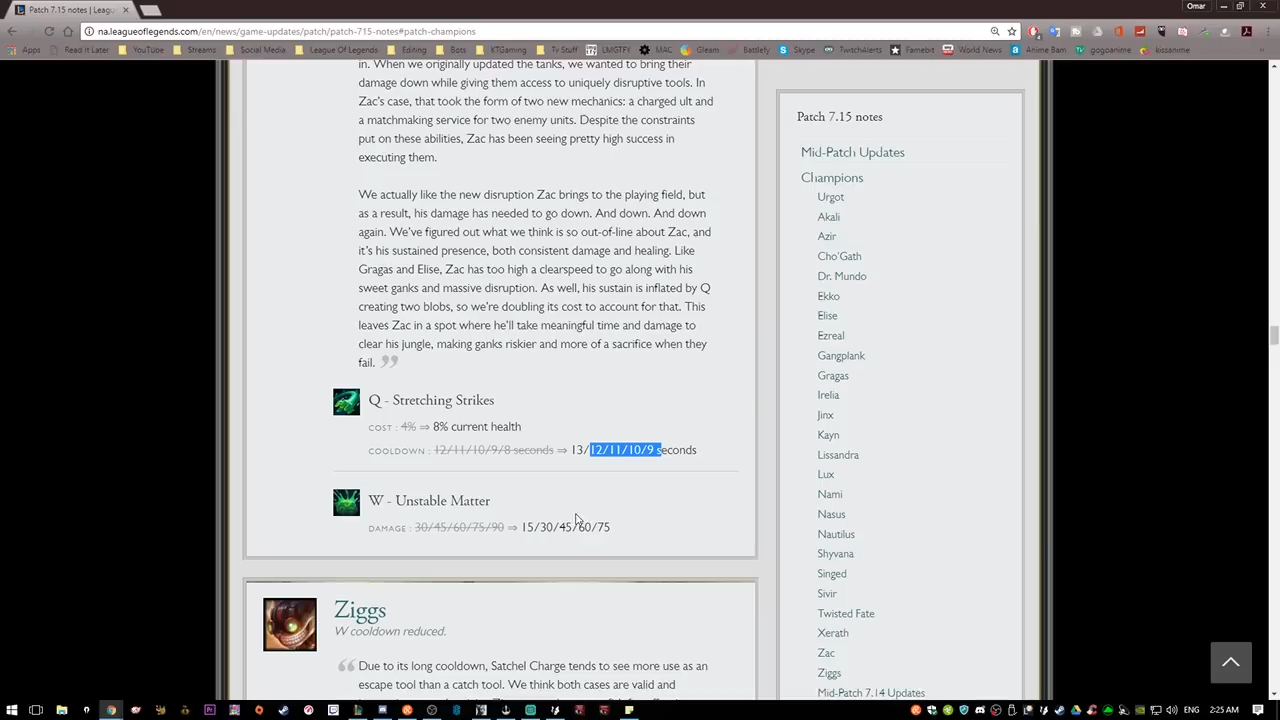 Patch 7.15 notes | Leagu
Omar
na.leagueoflegends.com/en/news/game-updates/patch/patch-715-notes#patch-champions
Apps Read it Later YouTube Streams Social Media League Of Legends Editing Bots KTGaming Tv Stuff LMGTFY MAC Gleam Battlefy Skype TwitchAlerts Famebit World News Anime Bam gogoanime kissanime
in. When we originally updated the tanks, we wanted to bring their
damage down while giving them access to uniquely disruptive tools. In
Zac's case, that took the form of two new mechanics: a charged ult and
a matchmaking service for two enemy units. Despite the constraints
put on these abilities, Zac has been seeing pretty high success in
executing them.
We actually like the new disruption Zac brings to the playing field, but
as a result, his damage has needed to go down. And down. And down
again. We've figured out what we think is so out-of-line about Zac, and
it's his sustained presence, both consistent damage and healing. Like
Gragas and Elise, Zac has too high a clearspeed to go along with his
sweet ganks and massive disruption. As well, his sustain is inflated by Q
creating two blobs, so we're doubling its cost to account for that. This
leaves Zac in a spot where he'll take meaningful time and damage to
clear his jungle, making ganks riskier and more of a sacrifice when they
fail. ”
Q - Stretching Strikes
COST : 4% ⇒ 8% current health
COOLDOWN : 12/11/10/9/8 seconds ⇒ 13/12/11/10/9 seconds
W - Unstable Matter
DAMAGE : 30/45/60/75/90 ⇒ 15/30/45/60/75
Ziggs
W cooldown reduced.
“ Due to its long cooldown, Satchel Charge tends to see more use as an
escape tool than a catch tool. We think both cases are valid and
Patch 7.15 notes
Mid-Patch Updates
Champions
Urgot
Akali
Azir
Cho'Gath
Dr. Mundo
Ekko
Elise
Ezreal
Gangplank
Gragas
Irelia
Jinx
Kayn
Lissandra
Lux
Nami
Nasus
Nautilus
Shyvana
Singed
Sivir
Twisted Fate
Xerath
Zac
Ziggs
Mid-Patch 7.14 Updates
2:25 AM